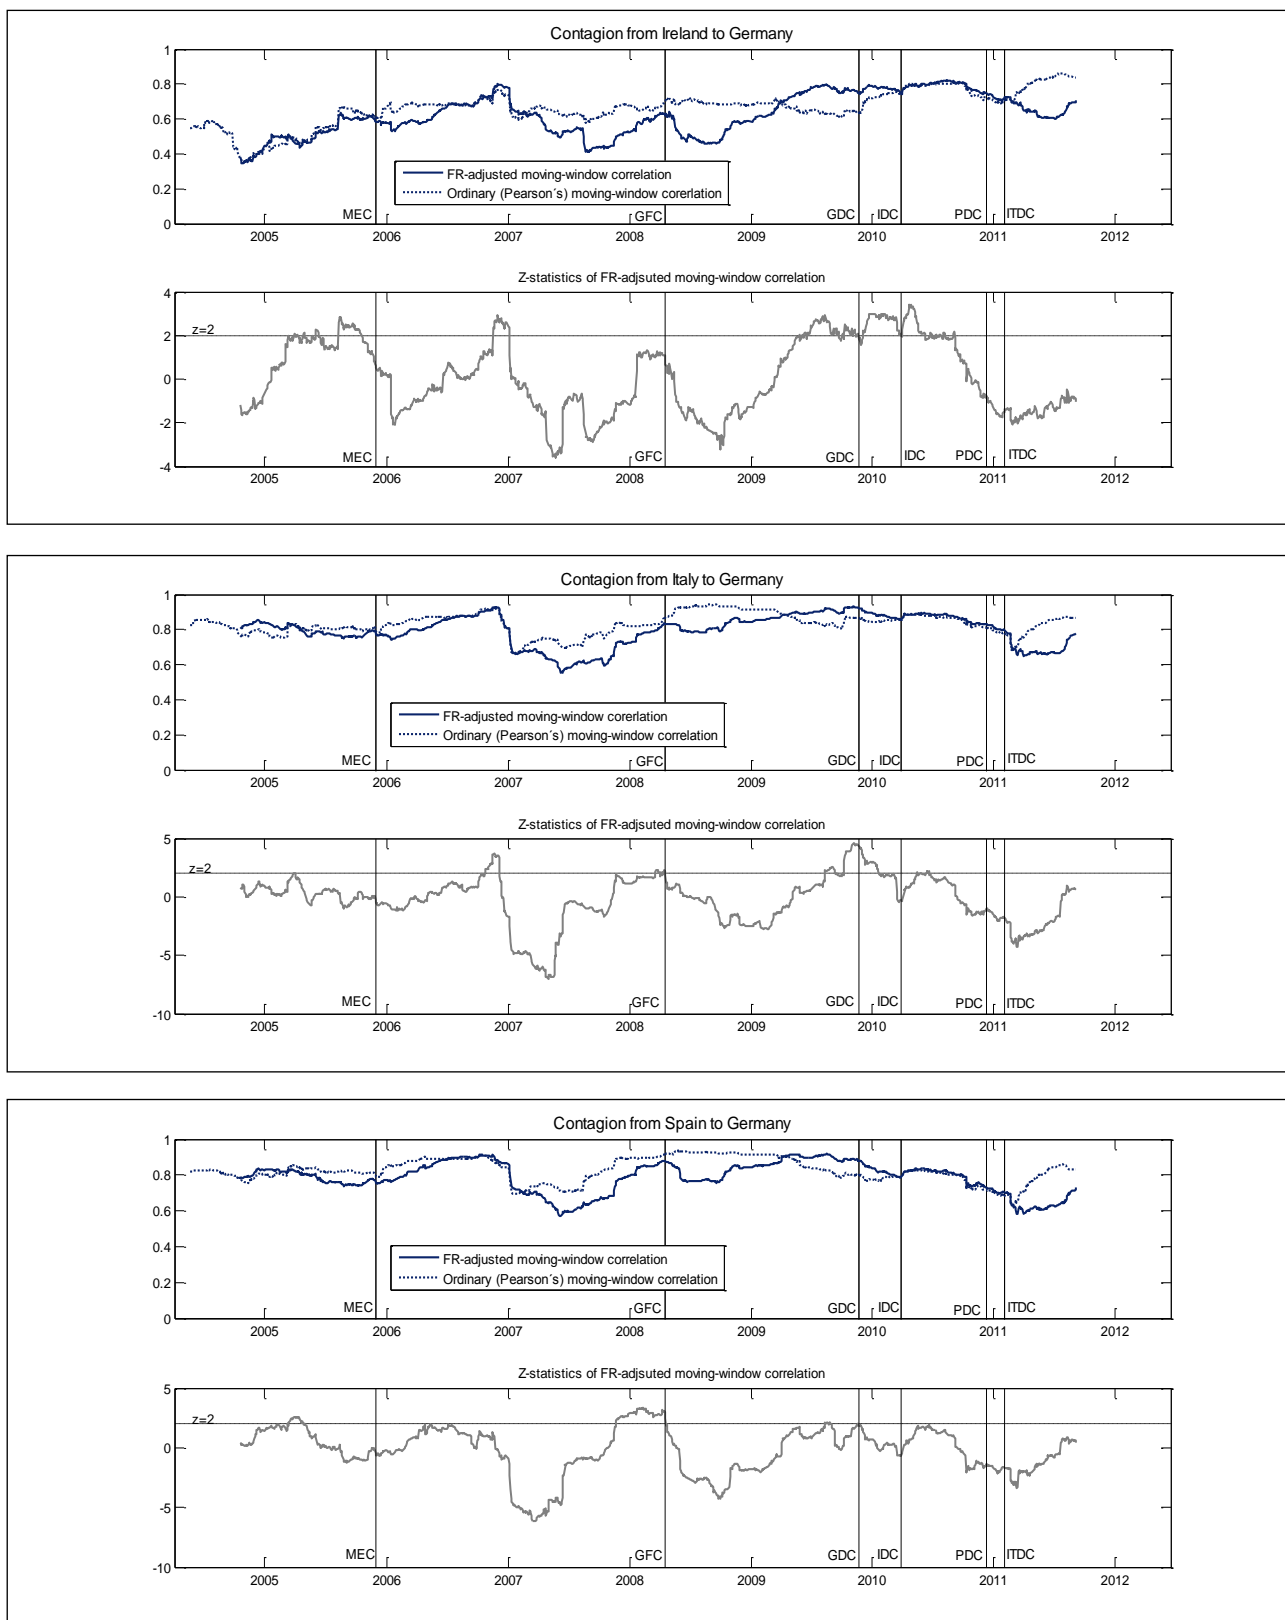 Contagion from Ireland to Germany
1
0.8
0.6
0.4
0.2
0
FR-adjusted moving-window correlation
Ordinary (Pearson´s) moving-window corerlation
MEC GFC GDC IDC PDC ITDC
2005 2006 2007 2008 2009 2010 2011 2012
Z-statistics of FR-adjsuted moving-window correlation
4
z=2
2
0
-2
-4
MEC GFC GDC IDC PDC ITDC
2005 2006 2007 2008 2009 2010 2011 2012
Contagion from Italy to Germany
1
0.8
0.6
0.4
0.2
0
FR-adjusted moving-window corerlation
Ordinary (Pearson´s) moving-window correlation
MEC GFC GDC IDC PDC ITDC
2005 2006 2007 2008 2009 2010 2011 2012
Z-statistics of FR-adjsuted moving-window correlation
5
z=2
0
-5
-10
MEC GFC GDC IDC PDC ITDC
2005 2006 2007 2008 2009 2010 2011 2012
Contagion from Spain to Germany
1
0.8
0.6
0.4
0.2
0
FR-adjusted moving-window correlation
Ordinary (Pearson´s) moving-window correlation
MEC GFC GDC IDC PDC ITDC
2005 2006 2007 2008 2009 2010 2011 2012
Z-statistics of FR-adjsuted moving-window correlation
5
z=2
0
-5
-10
MEC GFC GDC IDC PDC ITDC
2005 2006 2007 2008 2009 2010 2011 2012